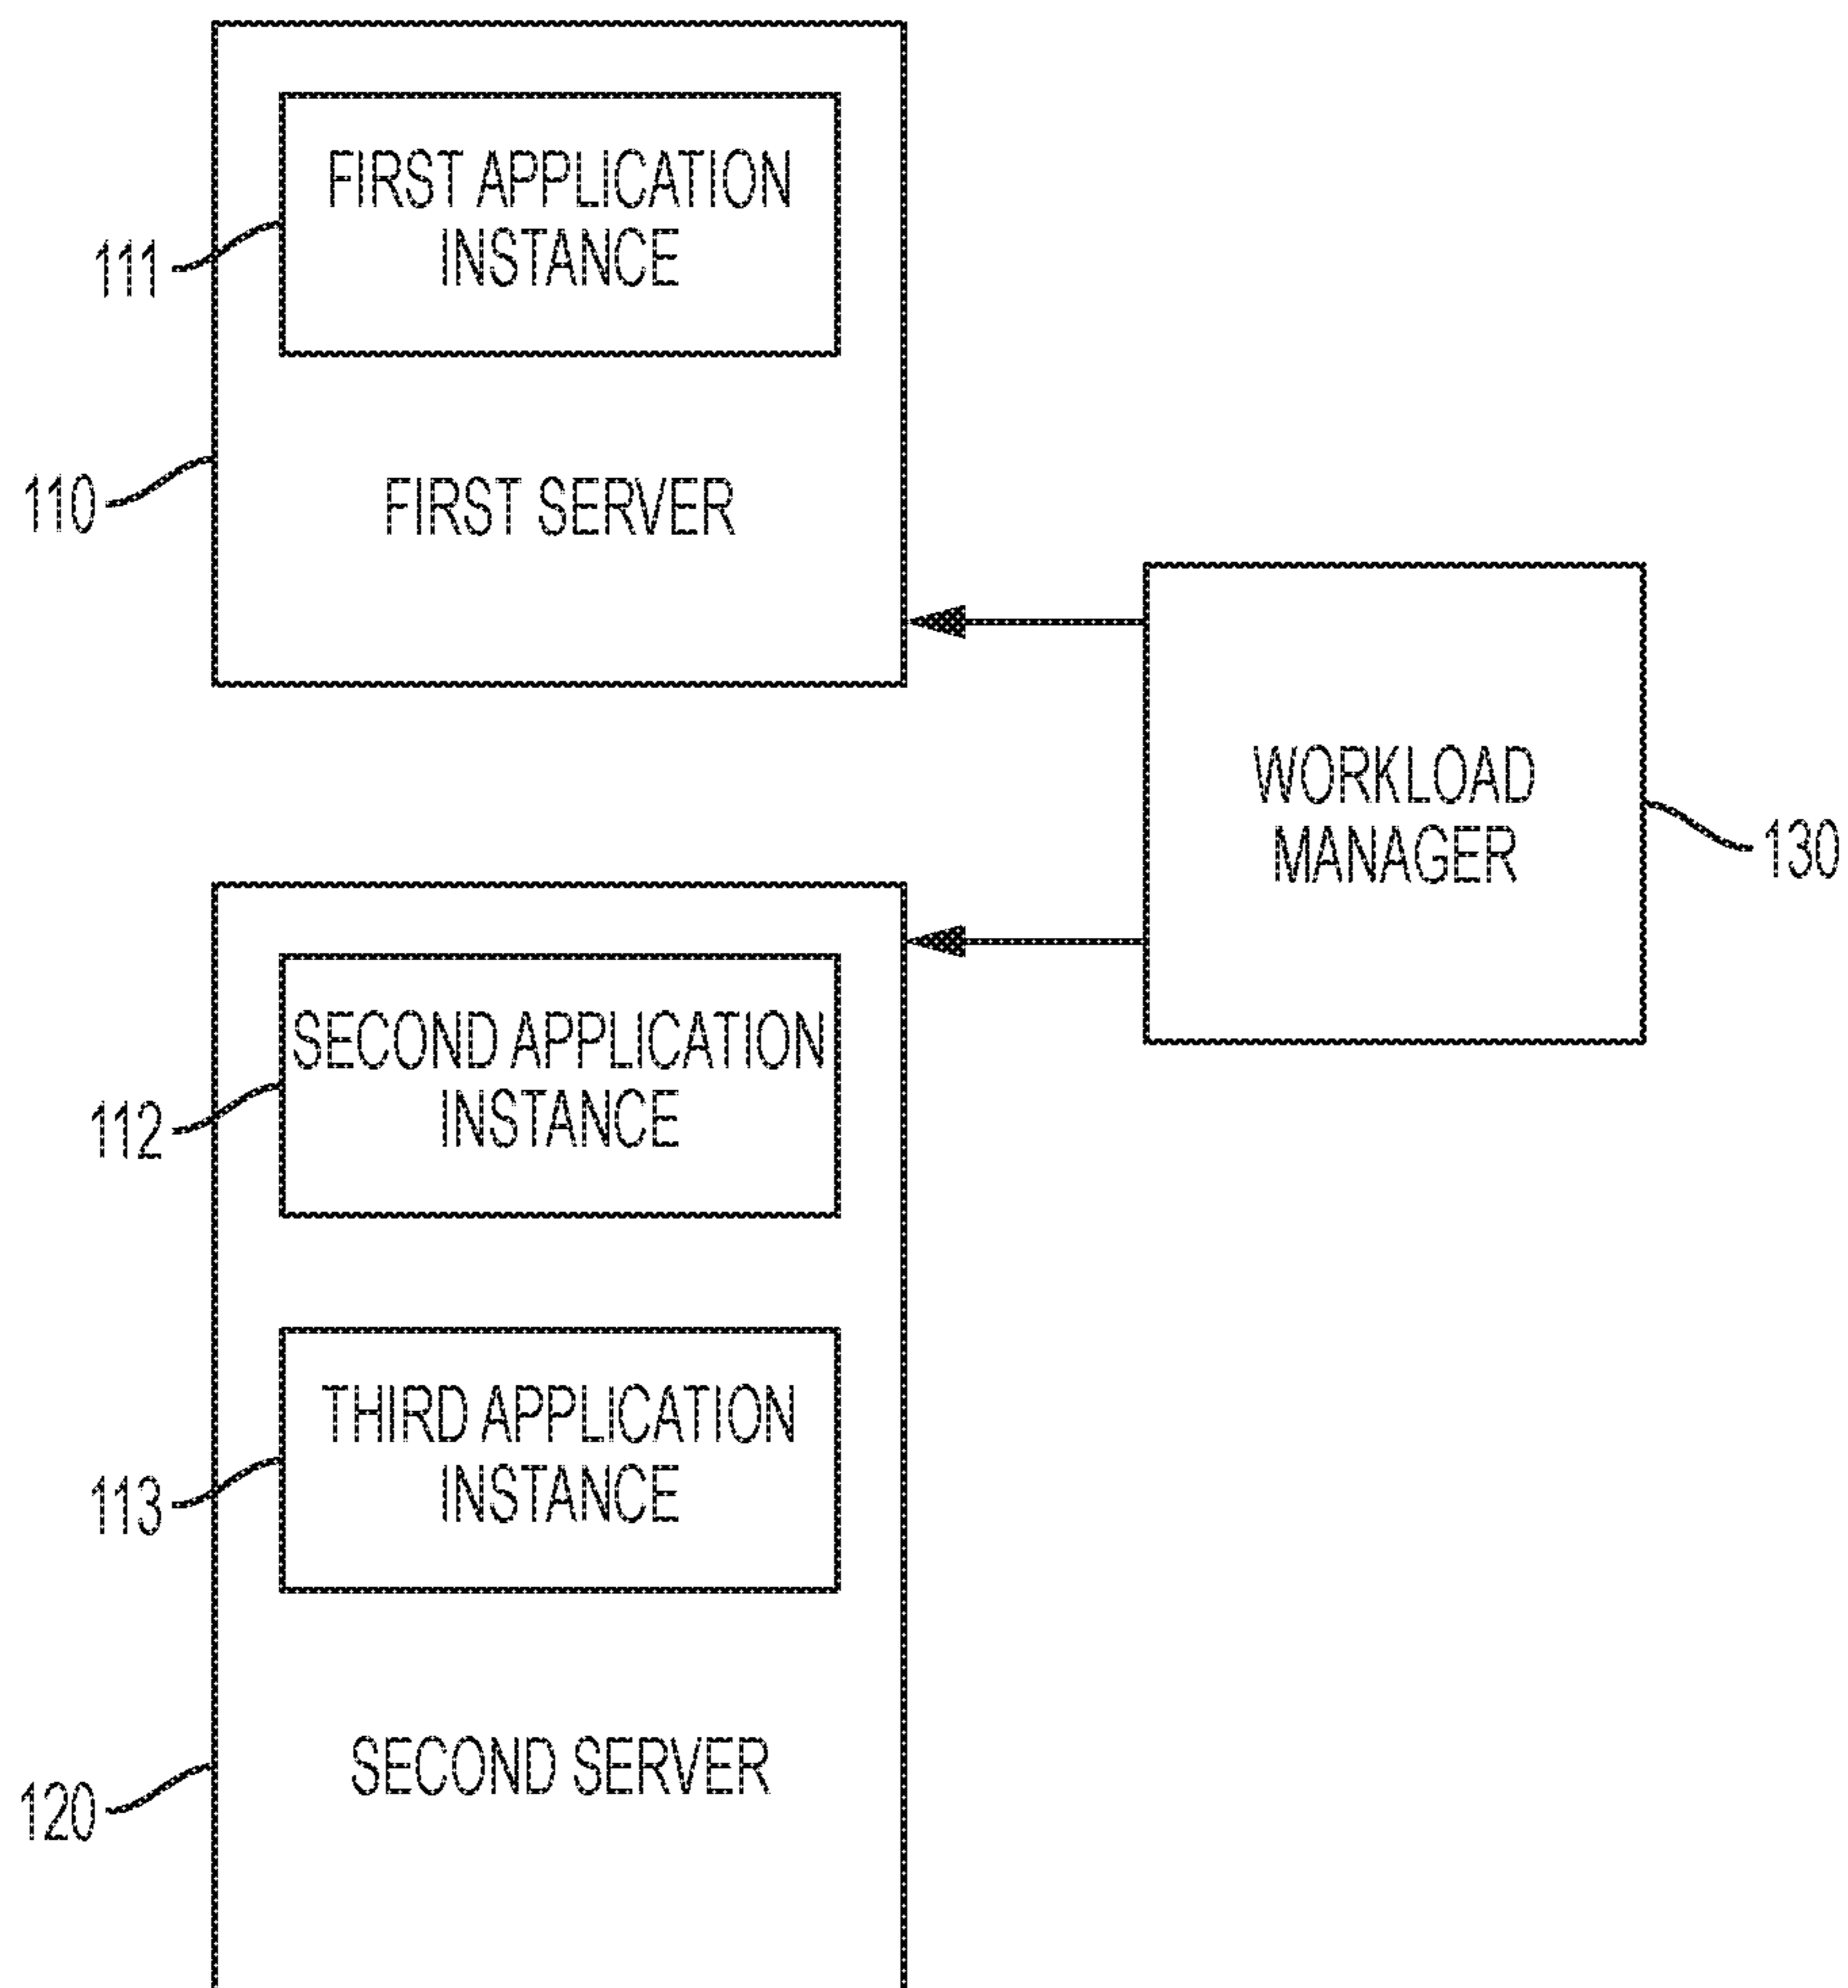 FIRST APPLICATION
INSTANCE
111
110
FIRST SERVER
WORKLOAD
MANAGER
130
SECOND APPLICATION
INSTANCE
112
THIRD APPLICATION
INSTANCE
113
SECOND SERVER
120